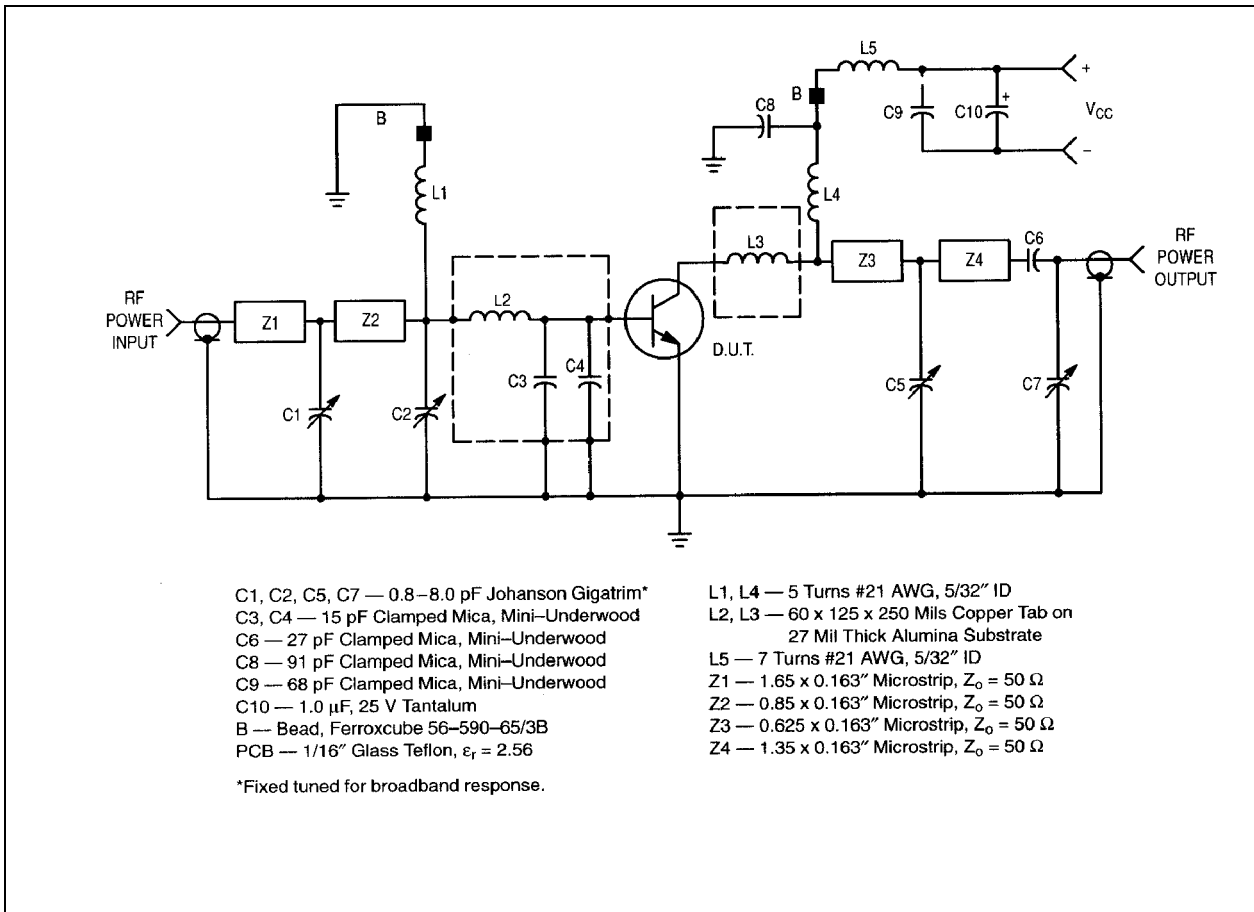 L5
+
B
C8
C9
+
C10
VCC
B
–
L1
L4
L3
RF
POWER
INPUT
Z1
Z2
L2
C3
C4
D.U.T.
Z3
Z4
C6
RF
POWER
OUTPUT
C1
C2
C5
C7
C1, C2, C5, C7 — 0.8–8.0 pF Johanson Gigatrim*
C3, C4 — 15 pF Clamped Mica, Mini–Underwood
C6 — 27 pF Clamped Mica, Mini–Underwood
C8 — 91 pF Clamped Mica, Mini–Underwood
C9 — 68 pF Clamped Mica, Mini–Underwood
C10 — 1.0 μF, 25 V Tantalum
B — Bead, Ferroxcube 56–590–65/3B
PCB — 1/16″ Glass Teflon, εr = 2.56
*Fixed tuned for broadband response.
L1, L4 — 5 Turns #21 AWG, 5/32″ ID
L2, L3 — 60 x 125 x 250 Mils Copper Tab on
27 Mil Thick Alumina Substrate
L5 — 7 Turns #21 AWG, 5/32″ ID
Z1 — 1.65 x 0.163″ Microstrip, Zo = 50 Ω
Z2 — 0.85 x 0.163″ Microstrip, Zo = 50 Ω
Z3 — 0.625 x 0.163″ Microstrip, Zo = 50 Ω
Z4 — 1.35 x 0.163″ Microstrip, Zo = 50 Ω